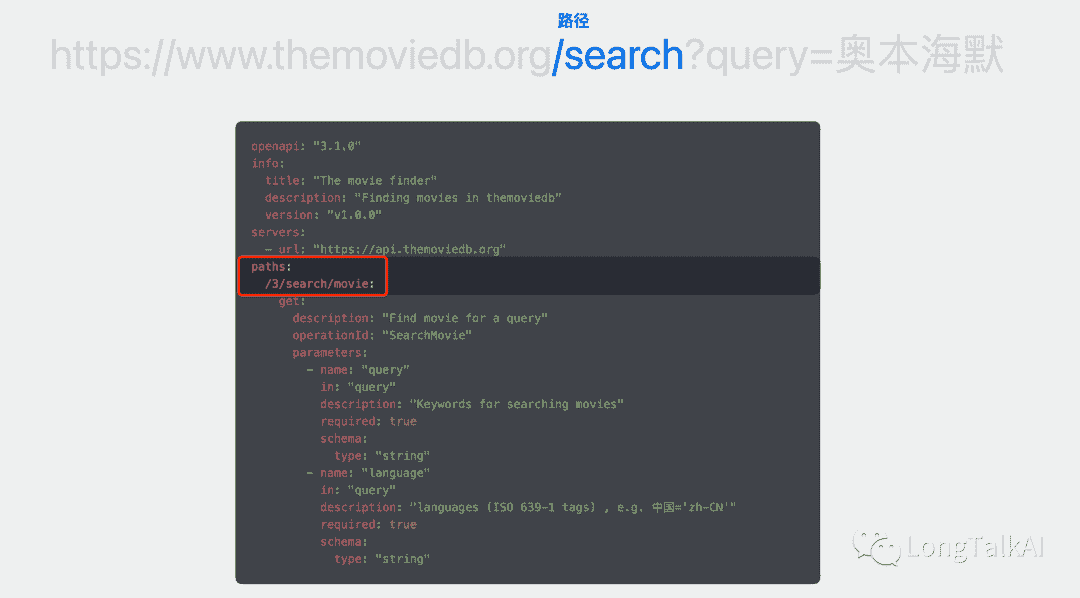 路径
https://www.themoviedb.org/search?query=奥本海默
openapi: "3.1.0"
info:
title: "The movie finder"
description: "Finding movies in themoviedb"
version: "v1.0.0"
servers:
- url: "https://api.themoviedb.org"
paths:
/3/search/movie:
get:
description: "Find movie for a query"
operationId: "SearchMovie"
parameters:
- name: "query"
in: "query"
description: "Keywords for searching movies"
required: true
schema:
type: "string"
- name: "language"
in: "query"
description: "languages (ISO 639-1 tags) , e.g. 中国='zh-CN'"
required: true
schema:
type: "string"
LongTalkAI